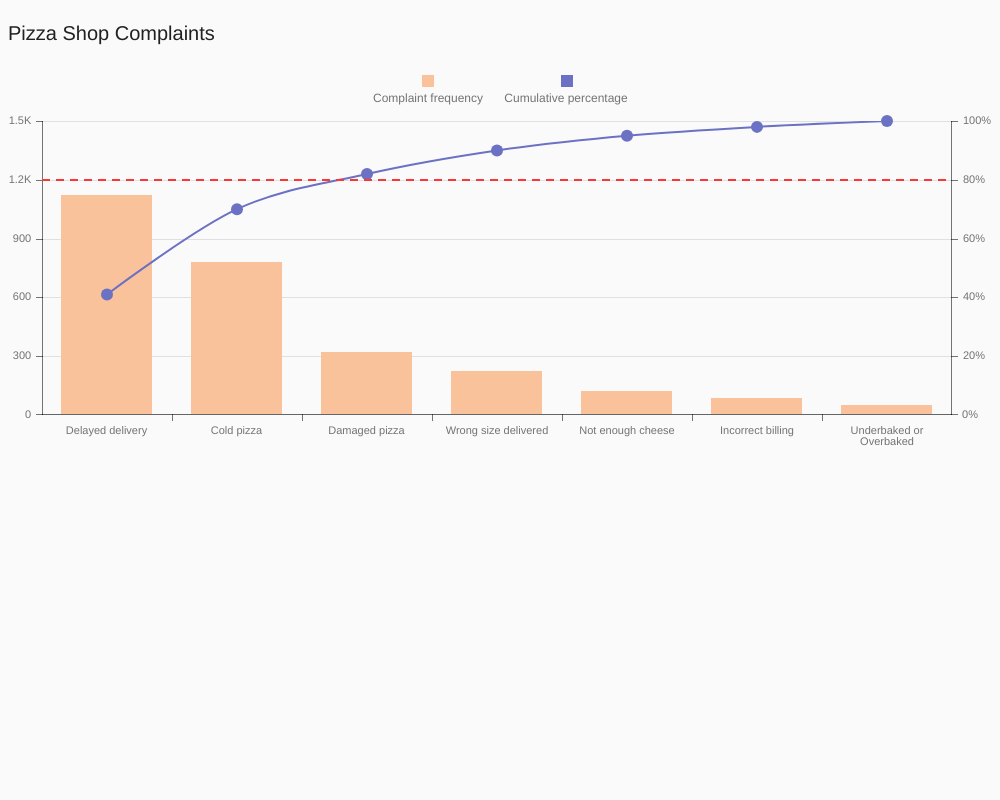 Pizza Shop Complaints
Complaint frequency
Cumulative percentage
1.5K
1.2K
900
600
300
0
100%
80%
60%
40%
20%
0%
Delayed delivery
Cold pizza
Damaged pizza
Wrong size delivered
Not enough cheese
Incorrect billing
Underbaked or
Overbaked